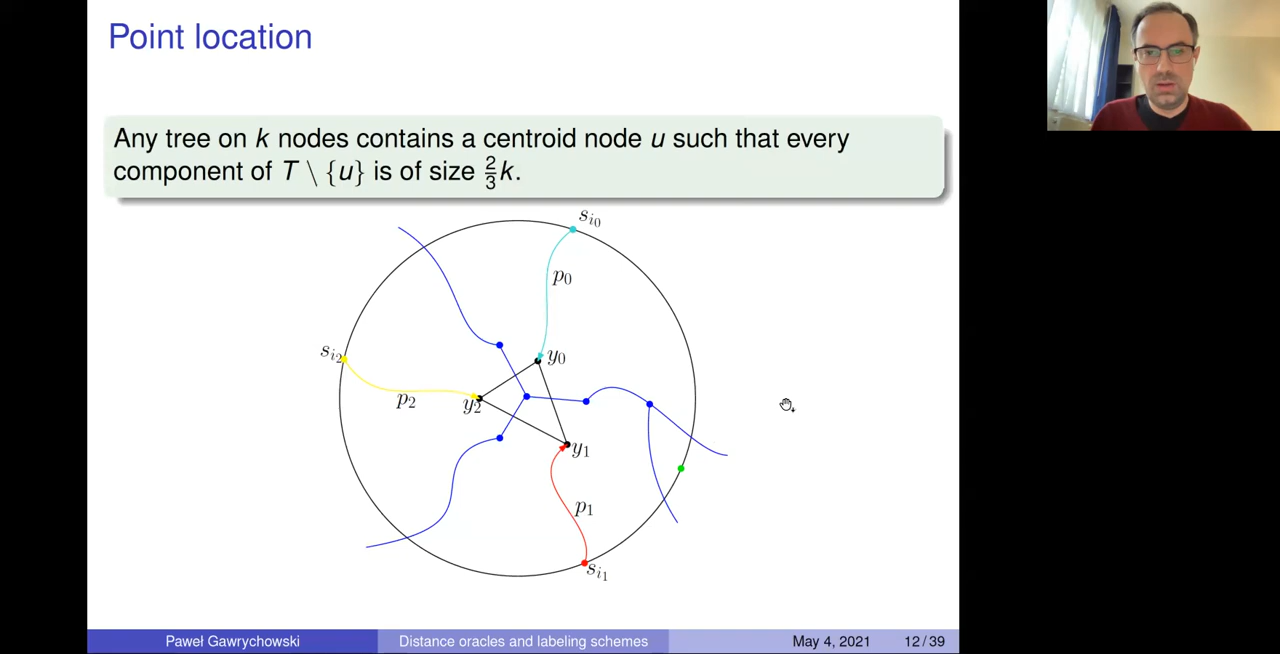 Point location
Any tree on k nodes contains a centroid node u such that every
component of T \ {u} is of size 2/3 k.
s_{i_0}
p_0
s_{i_2}
y_0
p_2
y_2
y_1
p_1
s_{i_1}
Paweł Gawrychowski
Distance oracles and labeling schemes
May 4, 2021
12 / 39